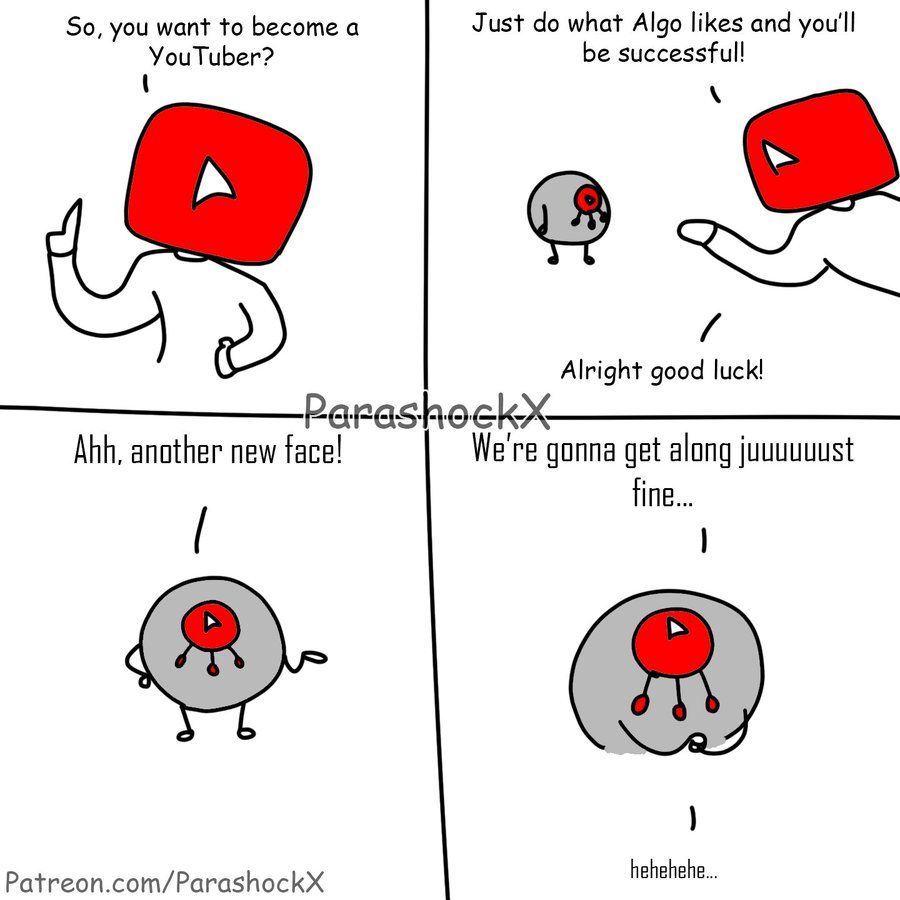 So, you want to become a
YouTuber?
Just do what Algo likes and you'll
be successful!
Alright good luck!
ParashockX
Ahh, another new face!
We're gonna get along juuuuuust
fine...
hehehehe...
Patreon.com/ParashockX